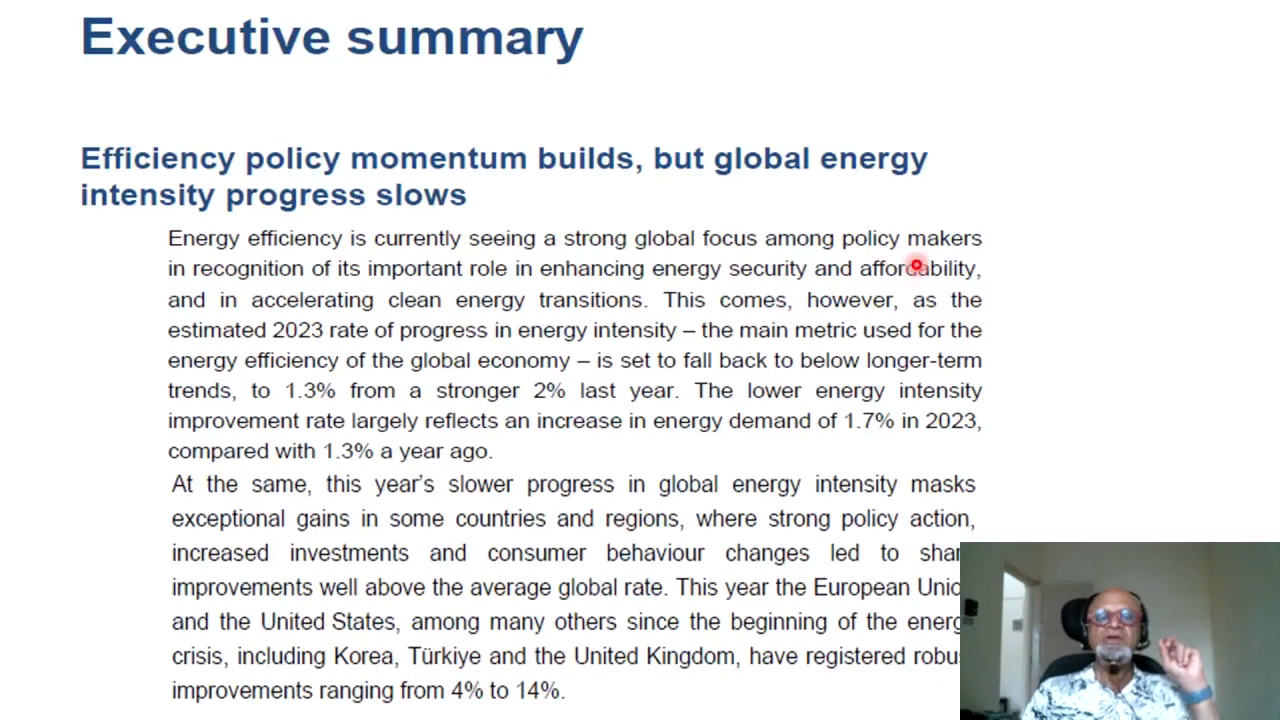 Executive summary
Efficiency policy momentum builds, but global energy
intensity progress slows
Energy efficiency is currently seeing a strong global focus among policy makers
in recognition of its important role in enhancing energy security and affordability,
and in accelerating clean energy transitions. This comes, however, as the
estimated 2023 rate of progress in energy intensity – the main metric used for the
energy efficiency of the global economy – is set to fall back to below longer-term
trends, to 1.3% from a stronger 2% last year. The lower energy intensity
improvement rate largely reflects an increase in energy demand of 1.7% in 2023,
compared with 1.3% a year ago.
At the same, this year’s slower progress in global energy intensity masks
exceptional gains in some countries and regions, where strong policy action,
increased investments and consumer behaviour changes led to
improvements well above the average global rate. This year the European
and the United States, among many others since the beginning of the
crisis, including Korea, Türkiye and the United Kingdom, have registered
improvements ranging from 4% to 14%.